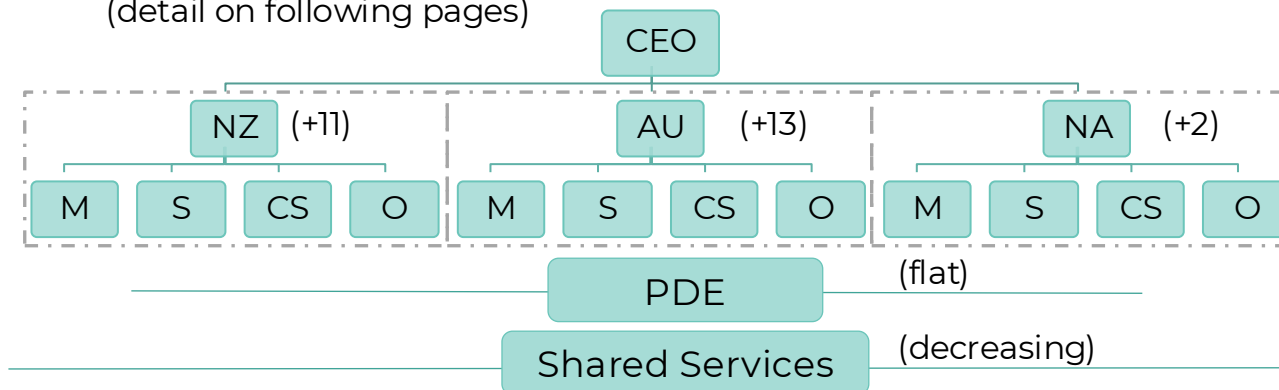 (detail on following pages)
CEO
NZ (+11) AU (+13) NA (+2)
M S CS O M S CS O M S CS O
PDE (flat)
Shared Services (decreasing)